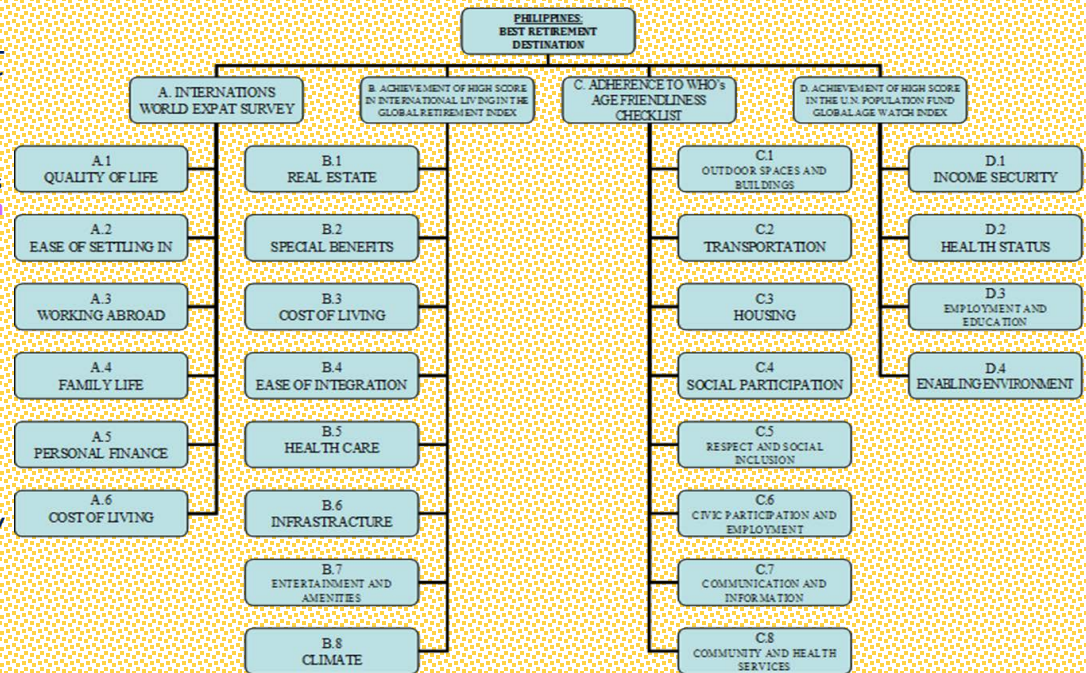 PHILIPPINES:
BEST RETIREMENT
DESTINATION
A. INTERNATIONS
WORLD EXPAT SURVEY
B. ACHIEVEMENT OF HIGH SCORE
IN INTERNATIONAL LIVING IN THE
GLOBAL RETIREMENT INDEX
C. ADHERENCE TO WHO's
AGE FRIENDLINESS
CHECKLIST
D. ACHIEVEMENT OF HIGH SCORE
IN THE U.N. POPULATION FUND
GLOBAL AGE WATCH INDEX
A.1
QUALITY OF LIFE
A.2
EASE OF SETTLING IN
A.3
WORKING ABROAD
A.4
FAMILY LIFE
A.5
PERSONAL FINANCE
A.6
COST OF LIVING
B.1
REAL ESTATE
B.2
SPECIAL BENEFITS
B.3
COST OF LIVING
B.4
EASE OF INTEGRATION
B.5
HEALTH CARE
B.6
INFRASTRACTURE
B.7
ENTERTAINMENT AND
AMENITIES
B.8
CLIMATE
C.1
OUTDOOR SPACES AND
BUILDINGS
C.2
TRANSPORTATION
C.3
HOUSING
C.4
SOCIAL PARTICIPATION
C.5
RESPECT AND SOCIAL
INCLUSION
C.6
CIVIC PARTICIPATION AND
EMPLOYMENT
C.7
COMMUNICATION AND
INFORMATION
C.8
COMMUNITY AND HEALTH
SERVICES
D.1
INCOME SECURITY
D.2
HEALTH STATUS
D.3
EMPLOYMENT AND
EDUCATION
D.4
ENABLING ENVIRONMENT